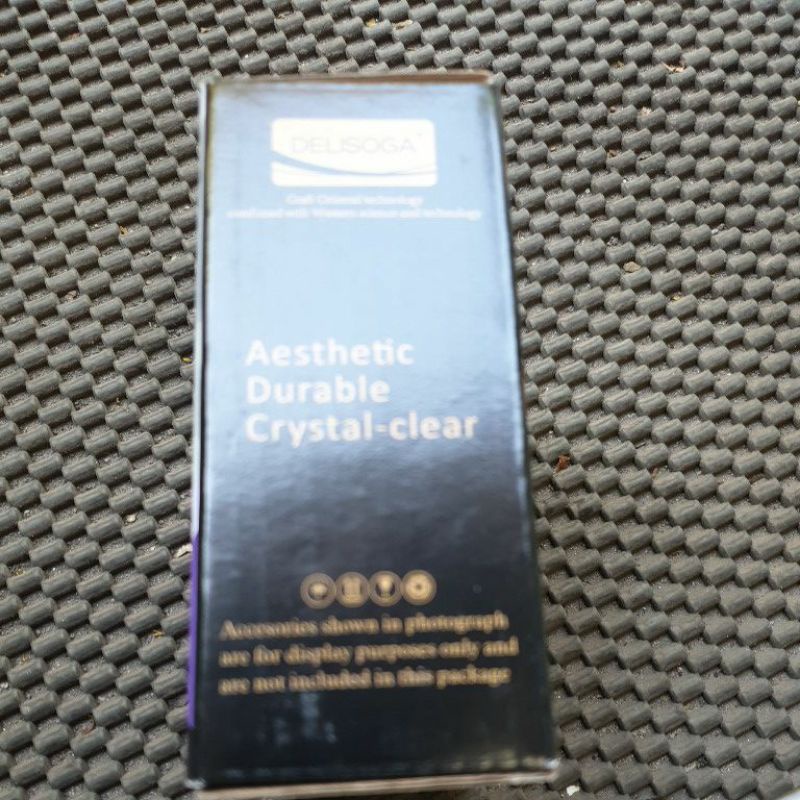 DELISOGA
Craft Oriental technology
combined with Western science and technology
Aesthetic
Durable
Crystal-clear
Accesories shown in photograph
are for display purposes only and
are not included in this package